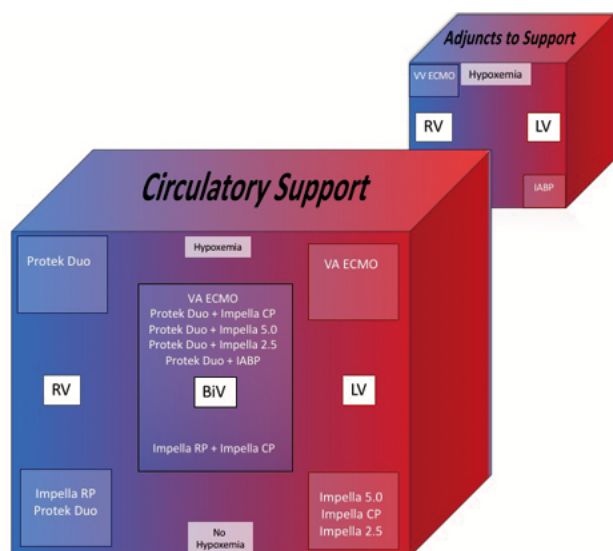 Adjuncts to Support
VV ECMO
Hypoxemia
RV
LV
IABP
Circulatory Support
Protek Duo
Hypoxemia
VA ECMO
VA ECMO
Protek Duo + Impella CP
Protek Duo + Impella 5.0
Protek Duo + Impella 2.5
Protek Duo + IABP
RV
BiV
LV
Impella RP + Impella CP
Impella RP
Protek Duo
No
Hypoxemia
Impella 5.0
Impella CP
Impella 2.5